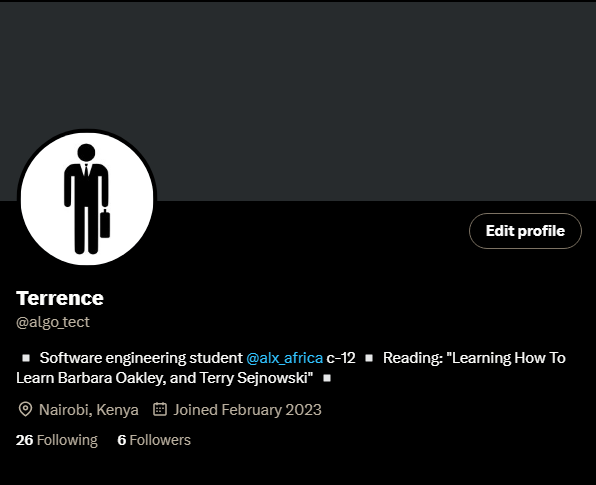 Edit profile
Terrence
@algo_tect
▪ Software engineering student @alx_africa c-12 ▪ Reading: "Learning How To
Learn Barbara Oakley, and Terry Sejnowski" ▪
Nairobi, Kenya Joined February 2023
26 Following 6 Followers